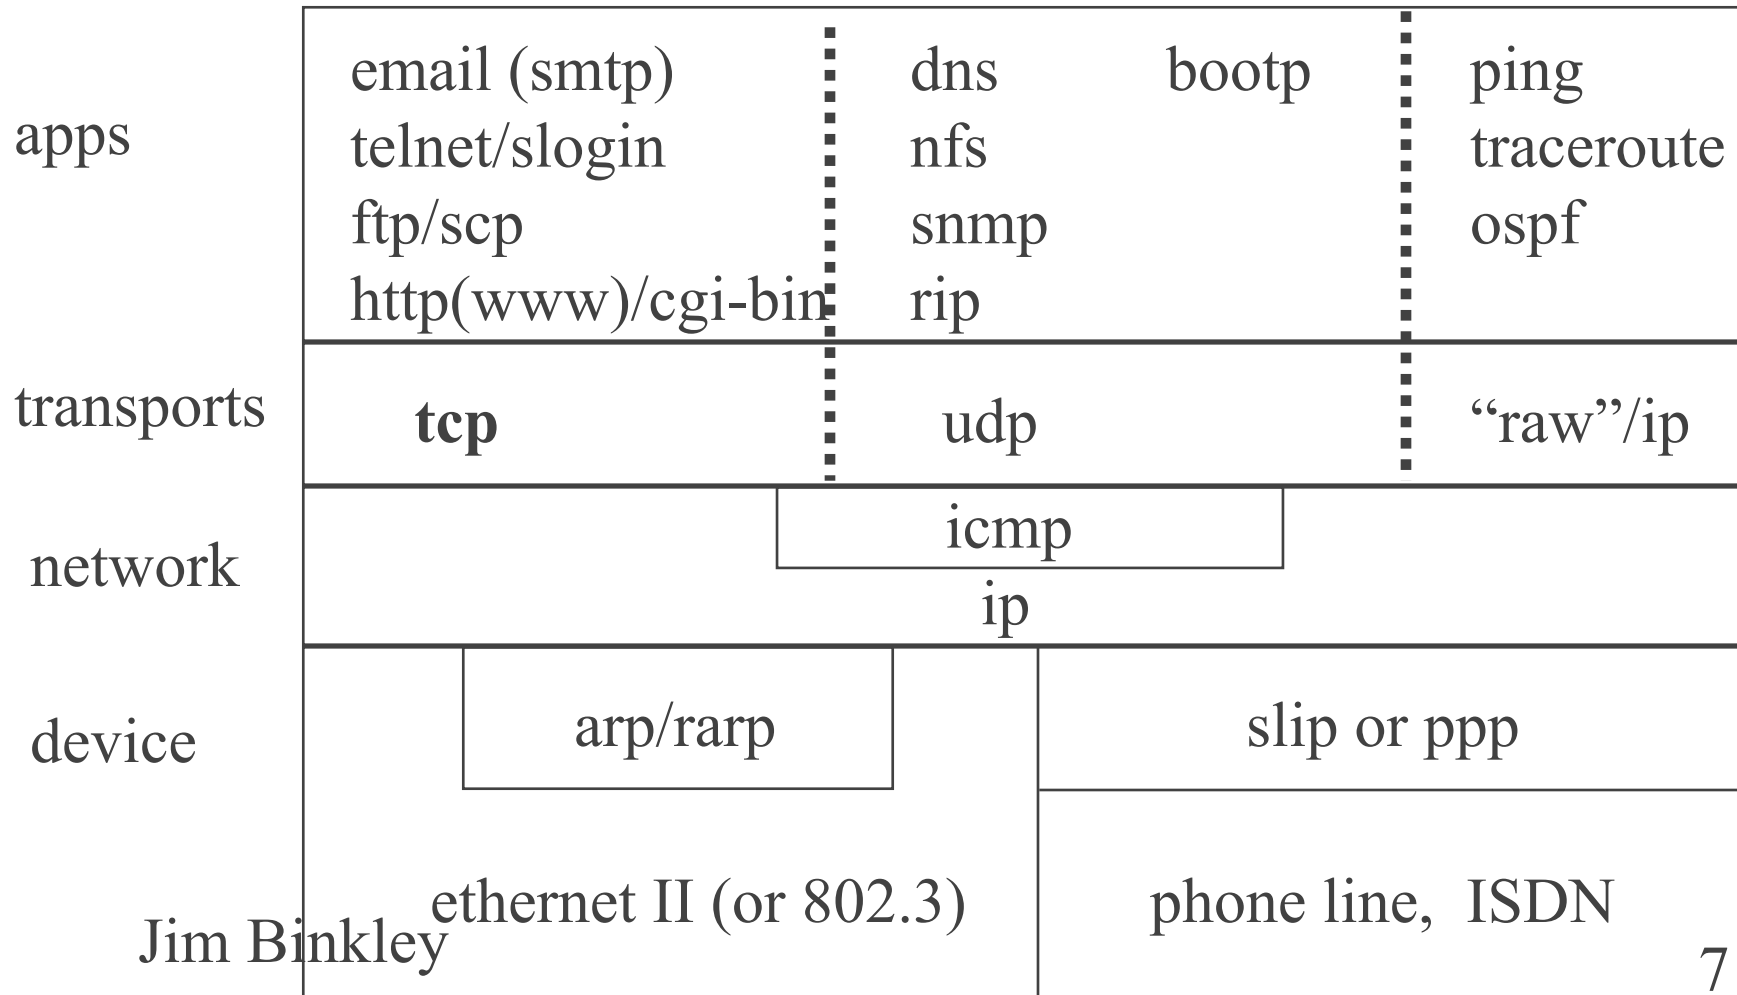 apps
email (smtp)
telnet/slogin
ftp/scp
http(www)/cgi-bin
dns
nfs
snmp
rip
bootp
ping
traceroute
ospf
transports
tcp
udp
“raw”/ip
network
icmp
ip
device
arp/rarp
slip or ppp
ethernet II (or 802.3)
phone line, ISDN
Jim Binkley
7